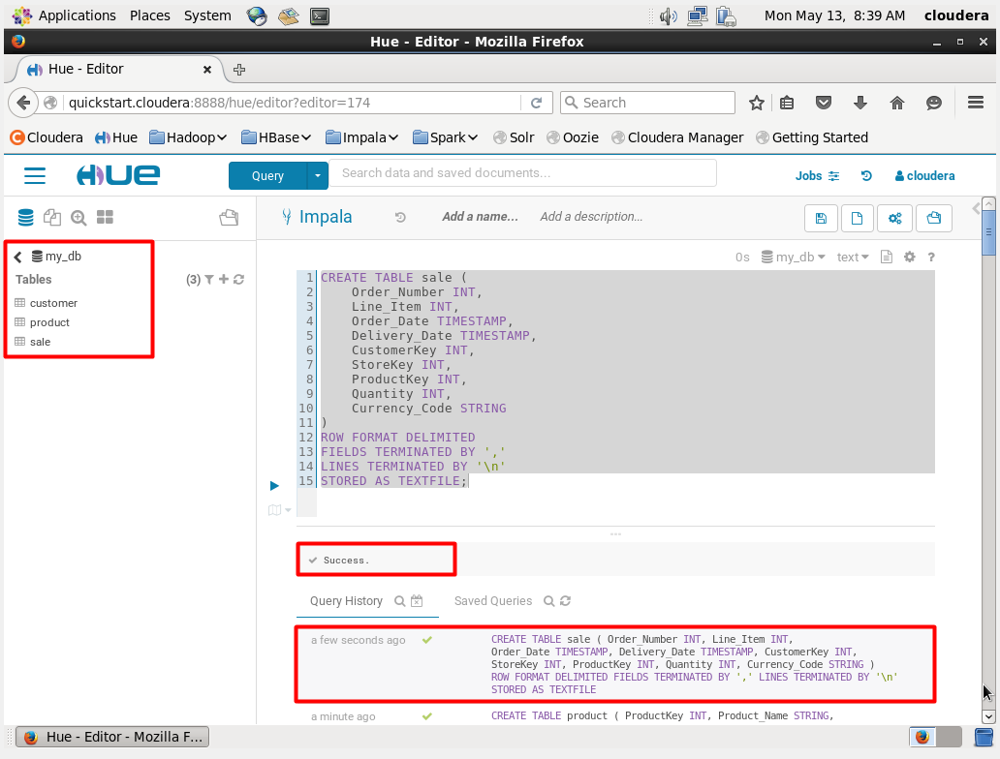 Applications Places System Mon May 13, 8:39 AM cloudera
Hue - Editor - Mozilla Firefox
Hue - Editor
quickstart.cloudera:8888/hue/editor?editor=174 Search
Cloudera Hue Hadoop HBase Impala Spark Solr Oozie Cloudera Manager Getting Started
HUE Query Search data and saved documents... Jobs cloudera
Impala Add a name... Add a description...
my_db 0s my_db text ?
Tables (3)
customer
product
sale
1 CREATE TABLE sale (
2 Order_Number INT,
3 Line_Item INT,
4 Order_Date TIMESTAMP,
5 Delivery_Date TIMESTAMP,
6 CustomerKey INT,
7 StoreKey INT,
8 ProductKey INT,
9 Quantity INT,
10 Currency_Code STRING
11 )
12 ROW FORMAT DELIMITED
13 FIELDS TERMINATED BY ','
14 LINES TERMINATED BY '\n'
15 STORED AS TEXTFILE;
Success.
Query History Saved Queries
a few seconds ago CREATE TABLE sale ( Order_Number INT, Line_Item INT,
Order_Date TIMESTAMP, Delivery_Date TIMESTAMP, CustomerKey INT,
StoreKey INT, ProductKey INT, Quantity INT, Currency_Code STRING )
ROW FORMAT DELIMITED FIELDS TERMINATED BY ',' LINES TERMINATED BY '\n'
STORED AS TEXTFILE
a minute ago CREATE TABLE product ( ProductKey INT, Product_Name STRING,
Hue - Editor - Mozilla F...